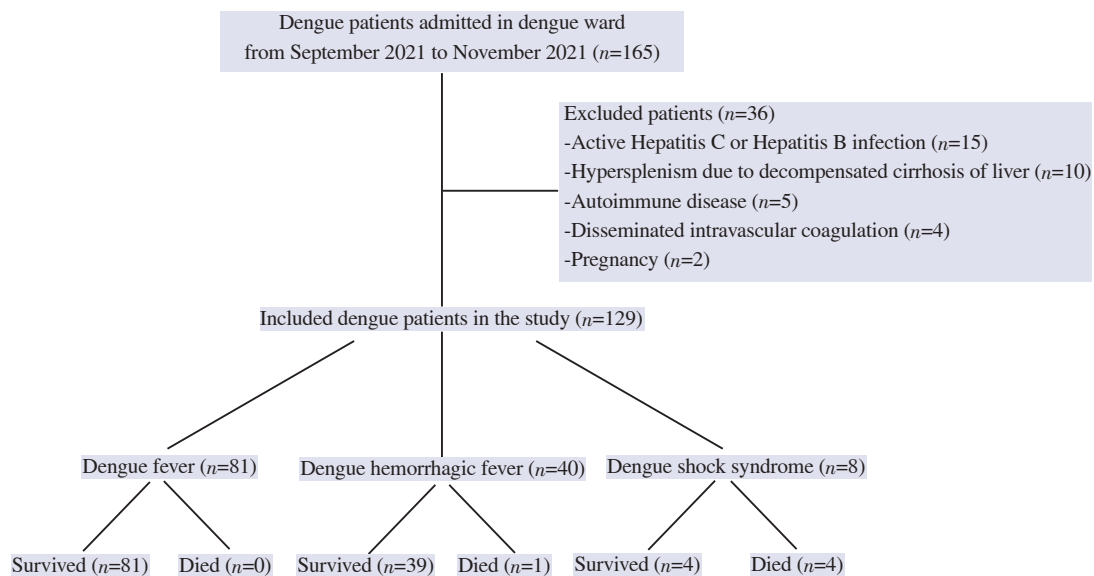 Dengue patients admitted in dengue ward
from September 2021 to November 2021 (n=165)
Excluded patients (n=36)
-Active Hepatitis C or Hepatitis B infection (n=15)
-Hypersplenism due to decompensated cirrhosis of liver (n=10)
-Autoimmune disease (n=5)
-Disseminated intravascular coagulation (n=4)
-Pregnancy (n=2)
Included dengue patients in the study (n=129)
Dengue fever (n=81)
Dengue hemorrhagic fever (n=40)
Dengue shock syndrome (n=8)
Survived (n=81)
Died (n=0)
Survived (n=39)
Died (n=1)
Survived (n=4)
Died (n=4)